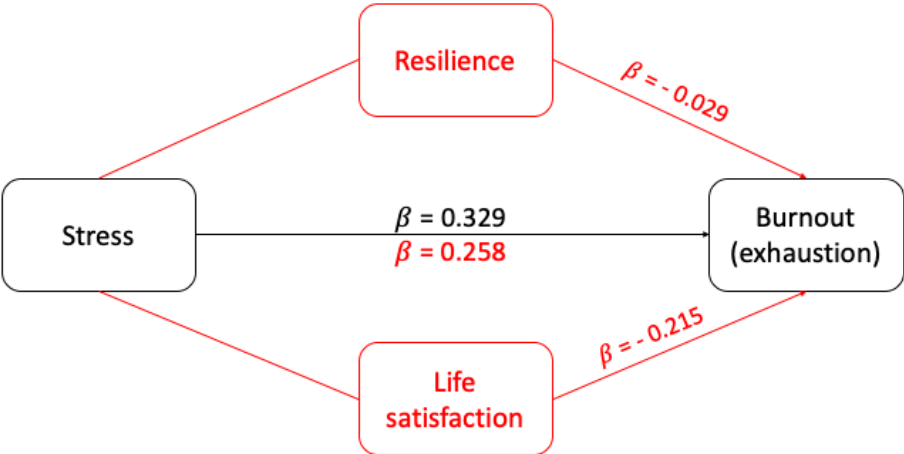 Resilience
β = - 0.029
Stress
β = 0.329
β = 0.258
Burnout
(exhaustion)
β = - 0.215
Life
satisfaction